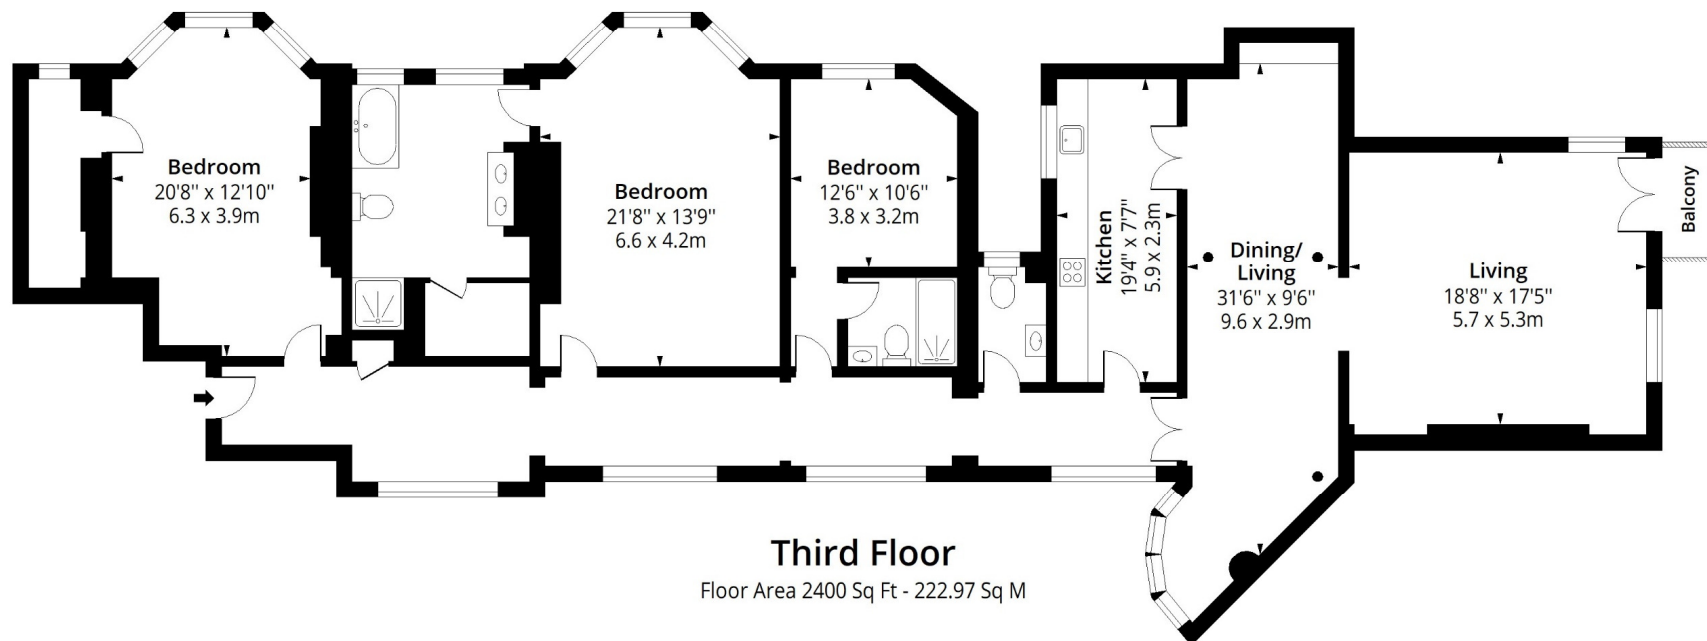 Bedroom
20'8" x 12'10"
6.3 x 3.9m
Bedroom
21'8" x 13'9"
6.6 x 4.2m
Bedroom
12'6" x 10'6"
3.8 x 3.2m
Kitchen
19'4" x 7'7"
5.9 x 2.3m
Dining/
Living
31'6" x 9'6"
9.6 x 2.9m
Living
18'8" x 17'5"
5.7 x 5.3m
Balcony
Third Floor
Floor Area 2400 Sq Ft - 222.97 Sq M